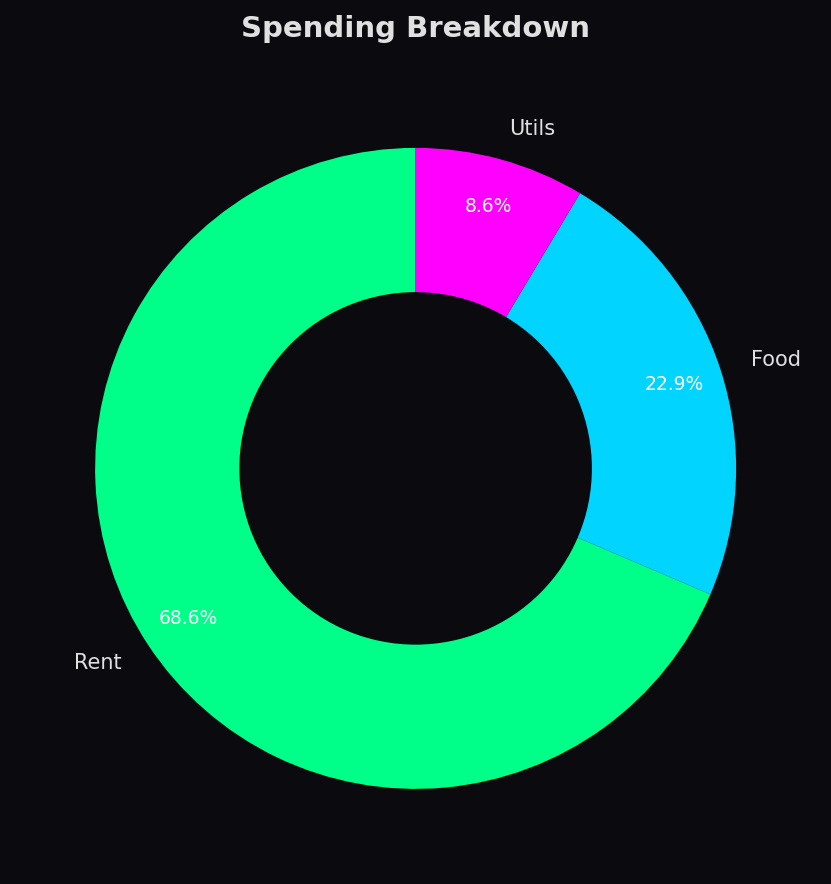 Spending Breakdown
Utils
8.6%
Food
22.9%
68.6%
Rent